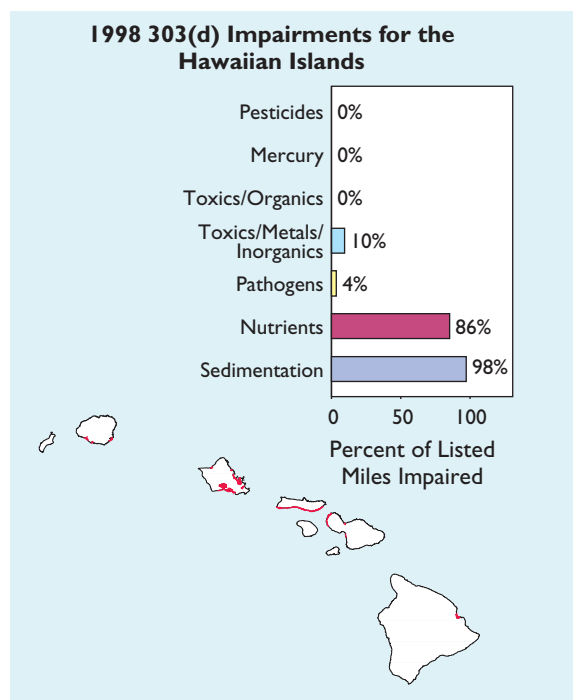 1998 303(d) Impairments for the
Hawaiian Islands
Pesticides 0%
Mercury 0%
Toxics/Organics 0%
Toxics/Metals/
Inorganics 10%
Pathogens 4%
Nutrients 86%
Sedimentation 98%
0 50 100
Percent of Listed
Miles Impaired